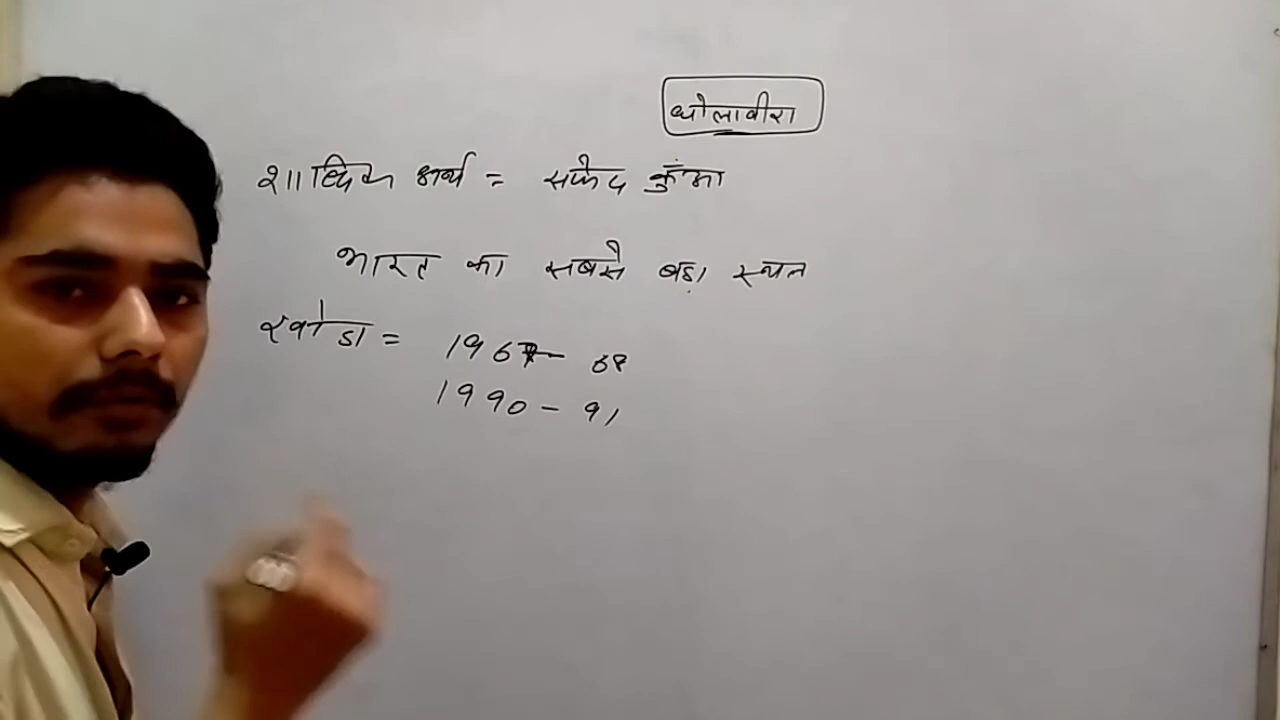 धोलावीरा
शाब्दिक अर्थ = सफेद कुँआ
भारत का सबसे बड़ा स्थल
खोज = 1967 - 68
1990 - 91